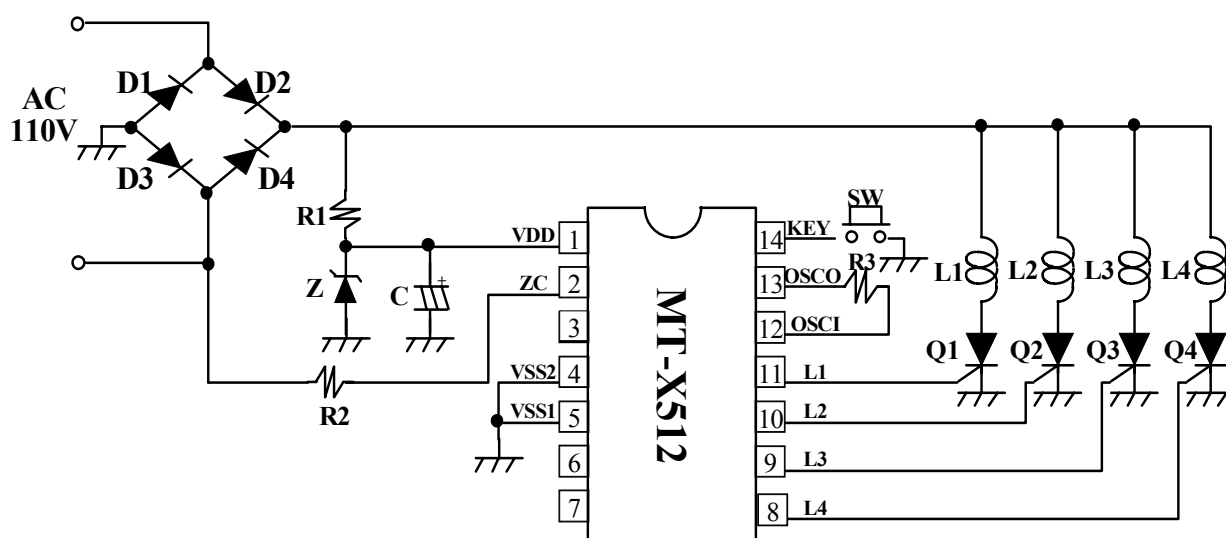 AC
110V
D1
D2
D3
D4
R1
Z
C
R2
VDD
ZC
VSS2
VSS1
1
2
3
4
5
6
7
MT-X512
14
13
12
11
10
9
8
KEY
OSCO
OSCI
L1
L2
L3
L4
SW
R3
+
L1
L2
L3
L4
Q1
Q2
Q3
Q4